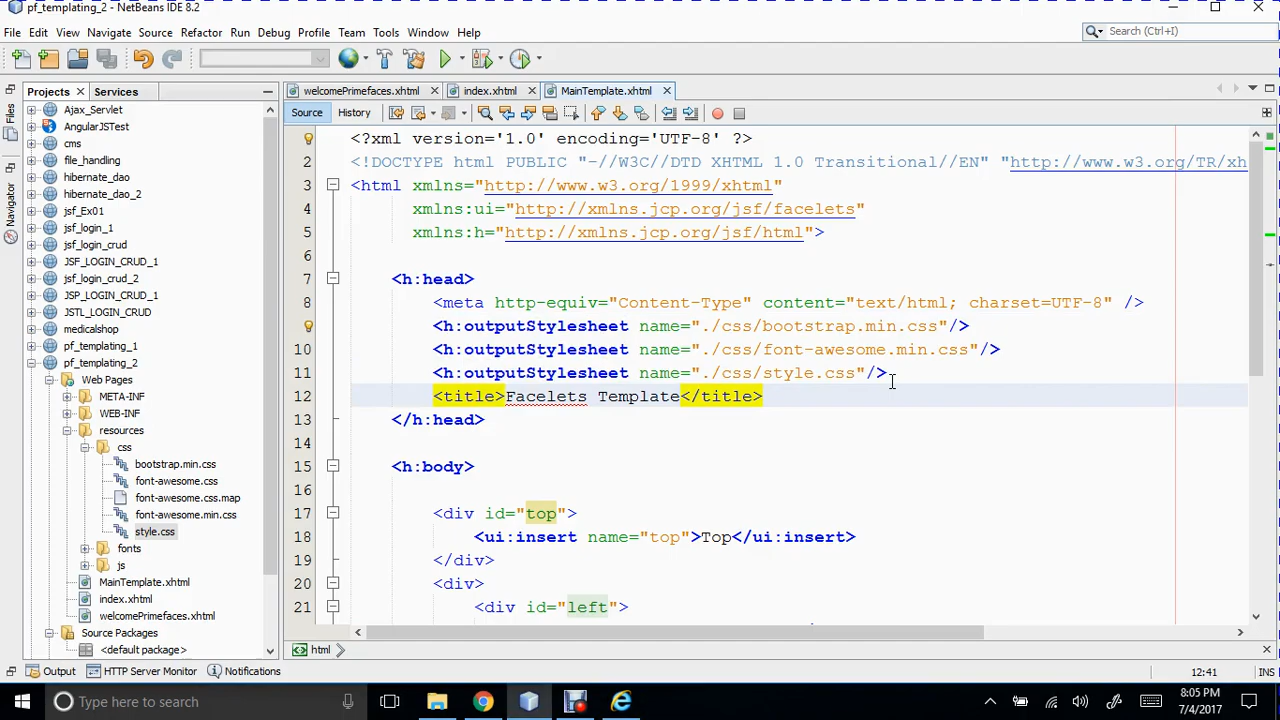 pf_templating_2 - NetBeans IDE 8.2
File Edit View Navigate Source Refactor Run Debug Profile Team Tools Window Help
Search (Ctrl+I)
Projects Services
welcomePrimefaces.xhtml index.xhtml MainTemplate.xhtml
Files
Navigator
Source History
Ajax_Servlet
AngularJSTest
cms
file_handling
hibernate_dao
hibernate_dao_2
jsf_Ex01
jsf_login_1
jsf_login_crud
JSF_LOGIN_CRUD_1
jsf_login_crud_2
JSP_LOGIN_CRUD_1
JSTL_LOGIN_CRUD
medicalshop
pf_templating_1
pf_templating_2
Web Pages
META-INF
WEB-INF
resources
css
bootstrap.min.css
font-awesome.css
font-awesome.css.map
font-awesome.min.css
style.css
fonts
js
MainTemplate.xhtml
index.xhtml
welcomePrimefaces.xhtml
Source Packages
<default package>
<?xml version='1.0' encoding='UTF-8' ?>
2 <!DOCTYPE html PUBLIC "-//W3C//DTD XHTML 1.0 Transitional//EN" "http://www.w3.org/TR/xh
3 <html xmlns="http://www.w3.org/1999/xhtml"
4 xmlns:ui="http://xmlns.jcp.org/jsf/facelets"
5 xmlns:h="http://xmlns.jcp.org/jsf/html">
6
7 <h:head>
8 <meta http-equiv="Content-Type" content="text/html; charset=UTF-8" />
<h:outputStylesheet name="./css/bootstrap.min.css"/>
10 <h:outputStylesheet name="./css/font-awesome.min.css"/>
11 <h:outputStylesheet name="./css/style.css"/>
12 <title>Facelets Template</title>
13 </h:head>
14
15 <h:body>
16
17 <div id="top">
18 <ui:insert name="top">Top</ui:insert>
19 </div>
20 <div>
21 <div id="left">
html
Output HTTP Server Monitor Notifications
12:41 INS
Type here to search
8:05 PM
7/4/2017